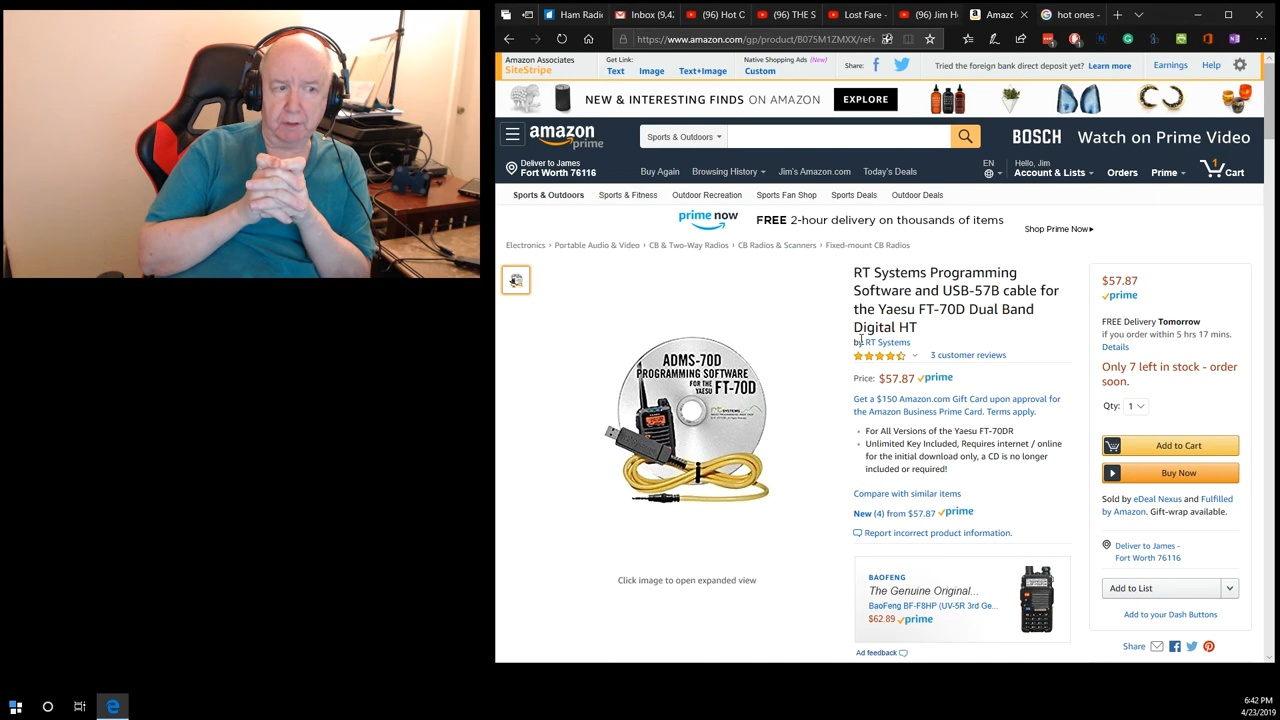 Ham Radi
Inbox (9,4
(96) Hot C
(96) THE S
Lost Fare -
(96) Jim H
Amazc
hot ones -
https://www.amazon.com/gp/product/B075M1ZMXX/ref=
Amazon Associates
SiteStripe
Get Link:
Text
Image
Text+Image
Native Shopping Ads (New)
Custom
Share:
Tried the foreign bank direct deposit yet? Learn more
Earnings
Help
NEW & INTERESTING FINDS ON AMAZON
EXPLORE
amazon
prime
Sports & Outdoors
BOSCH
Watch on Prime Video
Deliver to James
Fort Worth 76116
Buy Again
Browsing History
Jim's Amazon.com
Today's Deals
EN
Hello, Jim
Account & Lists
Orders
Prime
1
Cart
Sports & Outdoors
Sports & Fitness
Outdoor Recreation
Sports Fan Shop
Sports Deals
Outdoor Deals
prime now
FREE 2-hour delivery on thousands of items
Shop Prime Now
Electronics › Portable Audio & Video › CB & Two-Way Radios › CB Radios & Scanners › Fixed-mount CB Radios
RT Systems Programming
Software and USB-57B cable for
the Yaesu FT-70D Dual Band
Digital HT
by RT Systems
3 customer reviews
Price: $57.87 prime
Get a $150 Amazon.com Gift Card upon approval for
the Amazon Business Prime Card. Terms apply.
• For All Versions of the Yaesu FT-70DR
• Unlimited Key Included, Requires internet / online
for the initial download only, a CD is no longer
included or required!
Compare with similar items
New (4) from $57.87 prime
Report incorrect product information.
ADMS-70D
PROGRAMMING SOFTWARE
FOR THE
YAESU
FT-70D
Click image to open expanded view
BAOFENG
The Genuine Original...
BaoFeng BF-F8HP (UV-5R 3rd Ge...
$62.89 prime
Ad feedback
$57.87
prime
FREE Delivery Tomorrow
if you order within 5 hrs 17 mins.
Details
Only 7 left in stock - order
soon.
Qty: 1
Add to Cart
Buy Now
Sold by eDeal Nexus and Fulfilled
by Amazon. Gift-wrap available.
Deliver to James -
Fort Worth 76116
Add to List
Add to your Dash Buttons
Share
6:42 PM
4/23/2019